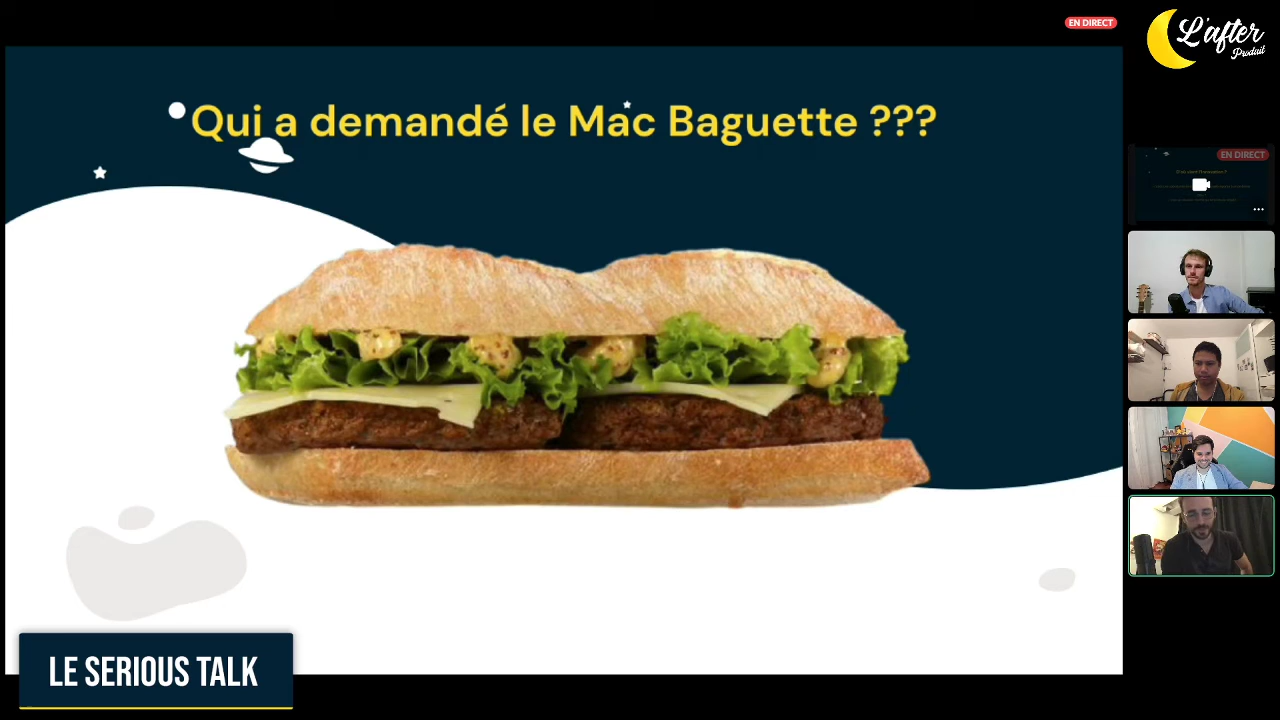 EN DIRECT
L'after
Produit
Qui a demandé le Mac Baguette ???
EN DIRECT
LE SERIOUS TALK